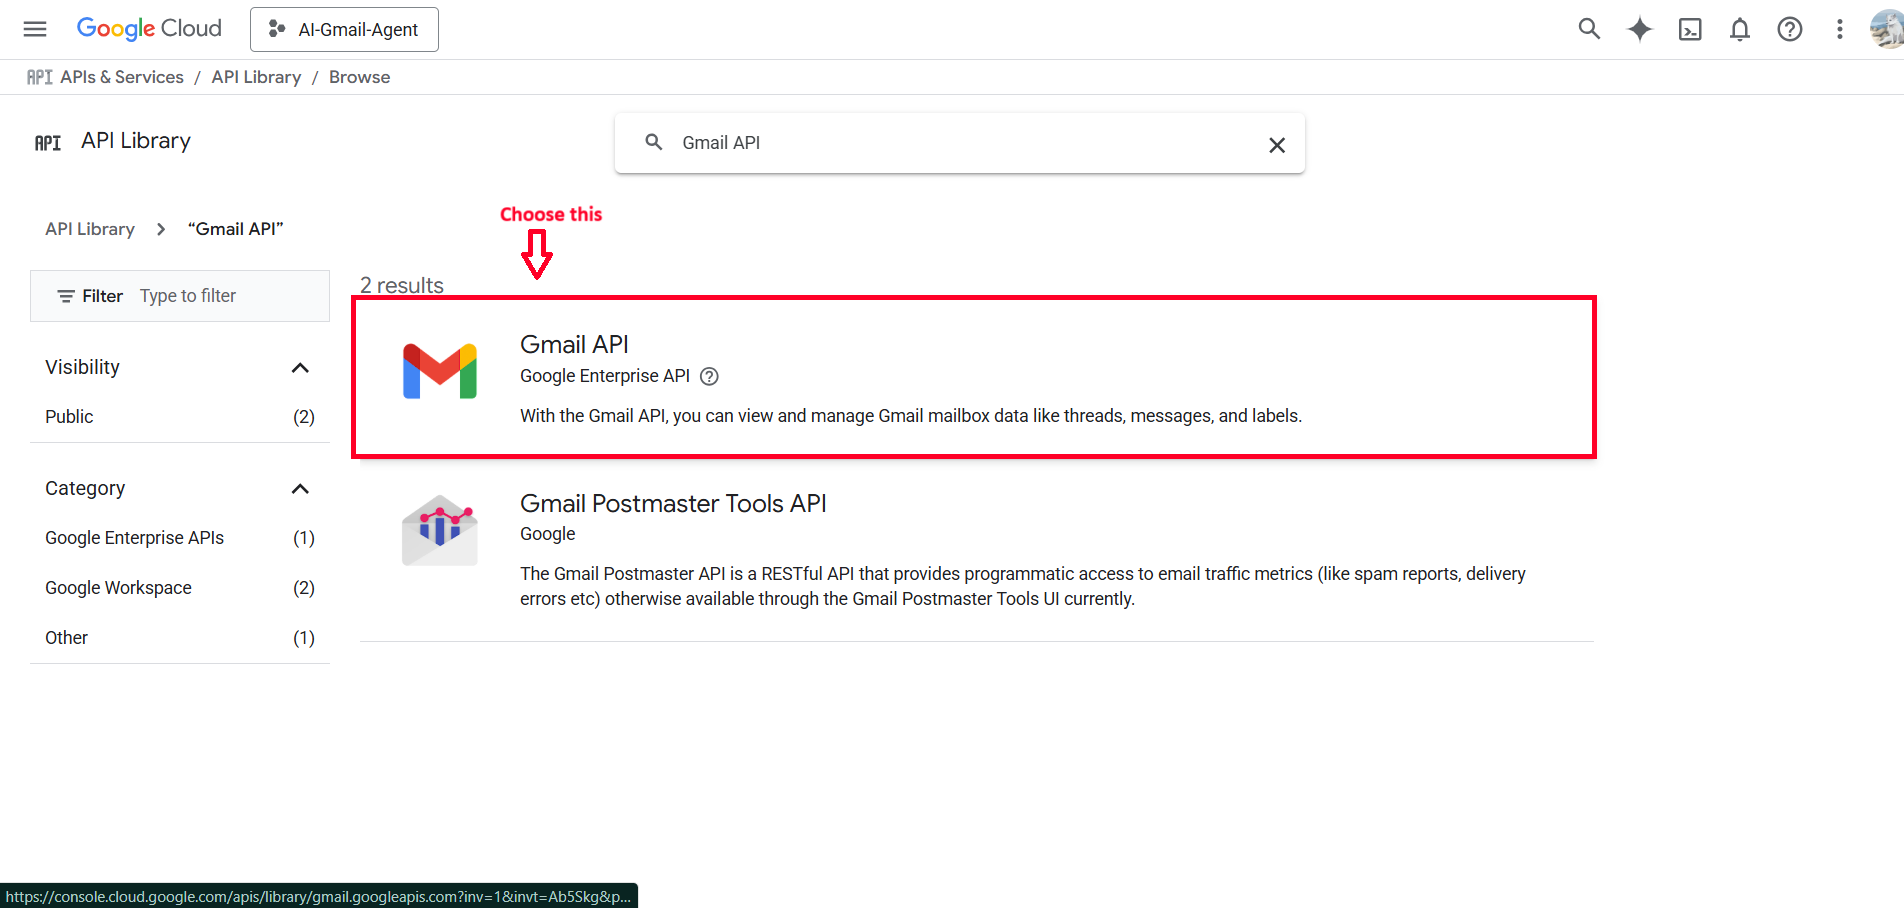 Google Cloud
AI-Gmail-Agent
API APIs & Services / API Library / Browse
API API Library
Gmail API
Choose this
API Library > “Gmail API”
Filter Type to filter
2 results
Gmail API
Google Enterprise API
With the Gmail API, you can view and manage Gmail mailbox data like threads, messages, and labels.
Visibility
Public (2)
Category
Google Enterprise APIs (1)
Google Workspace (2)
Other (1)
Gmail Postmaster Tools API
Google
The Gmail Postmaster API is a RESTful API that provides programmatic access to email traffic metrics (like spam reports, delivery
errors etc) otherwise available through the Gmail Postmaster Tools UI currently.
https://console.cloud.google.com/apis/library/gmail.googleapis.com?inv=1&invt=Ab5Skg&p...